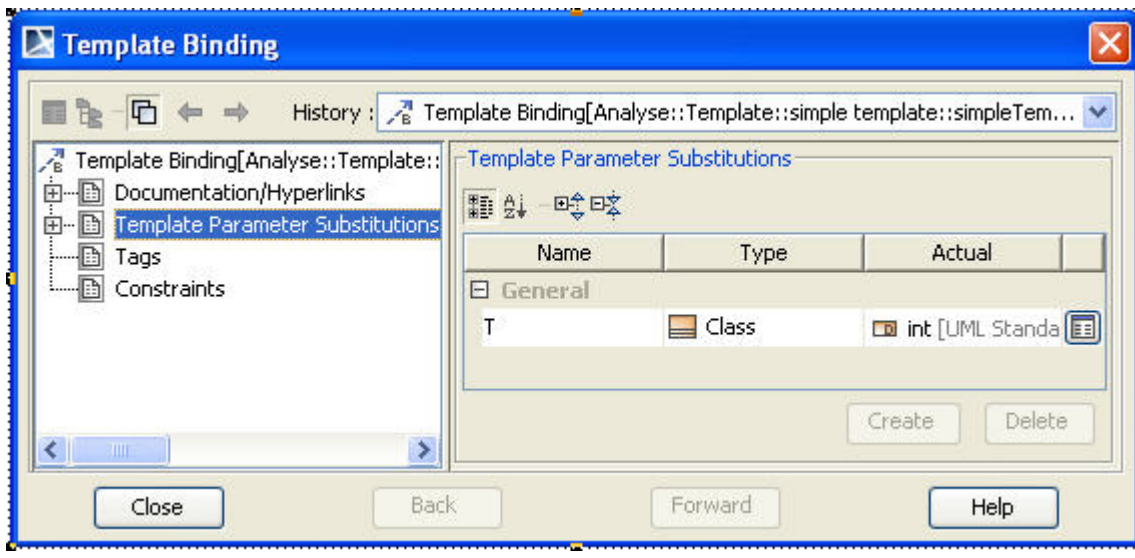 Template Binding
History : Template Binding[Analyse::Template::simple template::simpleTem...
Template Binding[Analyse::Template::
Documentation/Hyperlinks
Template Parameter Substitutions
Tags
Constraints
Template Parameter Substitutions
Name Type Actual
General
T Class int [UML Standa
Create Delete
Close Back Forward Help